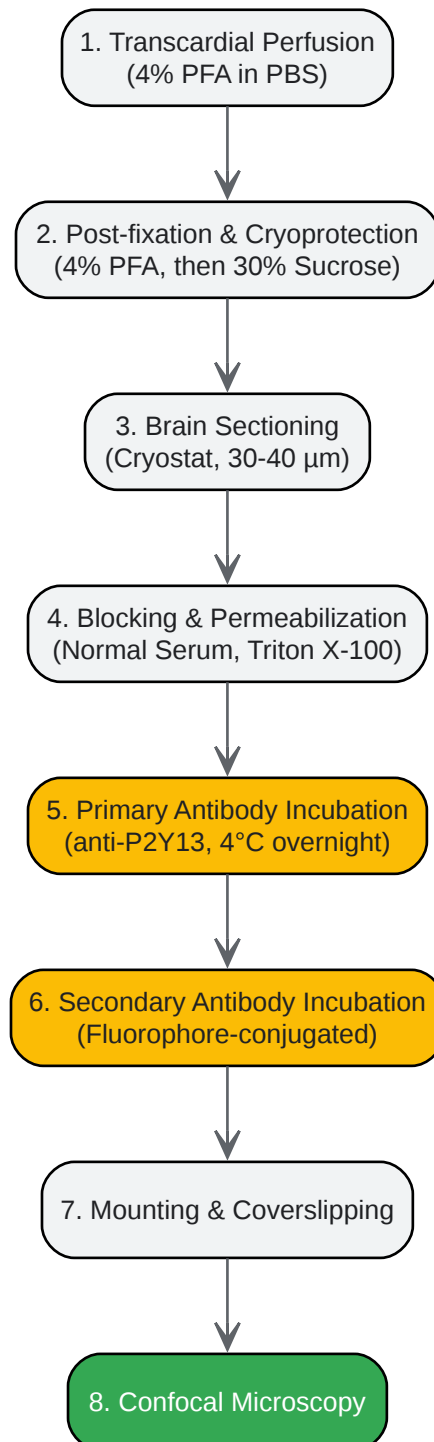 1. Transcardial Perfusion
(4% PFA in PBS)
2. Post-fixation & Cryoprotection
(4% PFA, then 30% Sucrose)
3. Brain Sectioning
(Cryostat, 30-40 µm)
4. Blocking & Permeabilization
(Normal Serum, Triton X-100)
5. Primary Antibody Incubation
(anti-P2Y13, 4°C overnight)
6. Secondary Antibody Incubation
(Fluorophore-conjugated)
7. Mounting & Coverslipping
8. Confocal Microscopy